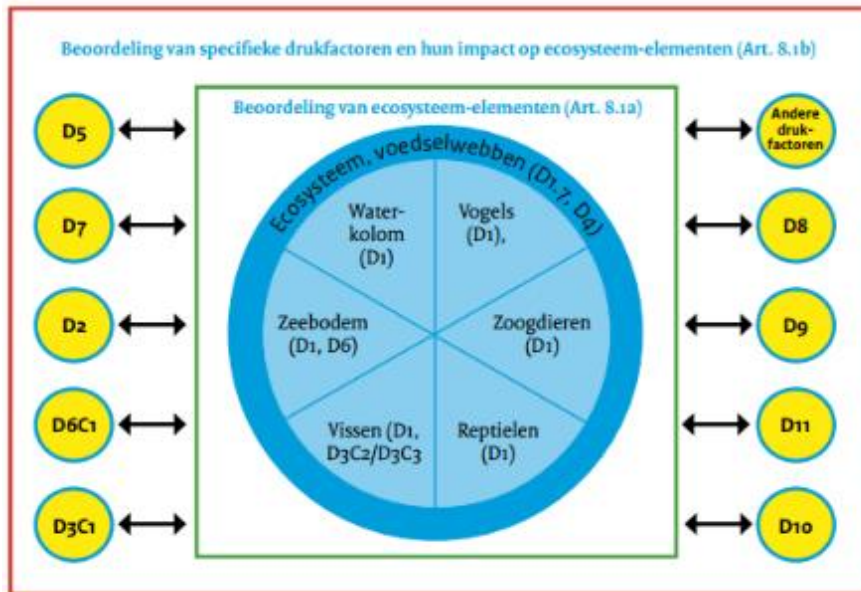 Beoordeling van specifieke drukfactoren en hun impact op ecosysteem-elementen (Art. 8.1b)
Beoordeling van ecosysteem-elementen (Art. 8.1a)
Ecosysteem, voedselwebben (D1.7, D4)
D5
D7
D2
D6C1
D3C1
Water-
kolom
(D1)
Vogels
(D1),
Zeebodem
(D1, D6)
Zoogdieren
(D1)
Vissen (D1,
D3C2/D3C3
Reptielen
(D1)
Andere
druk-
factoren
D8
D9
D11
D10